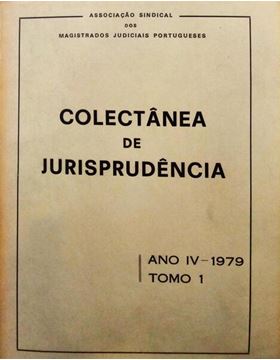 ASSOCIAÇÃO SINDICAL
DOS
MAGISTRADOS JUDICIAIS PORTUGUESES
COLECTÂNEA
DE
JURISPRUDÊNCIA
ANO IV-1979
TOMO 1